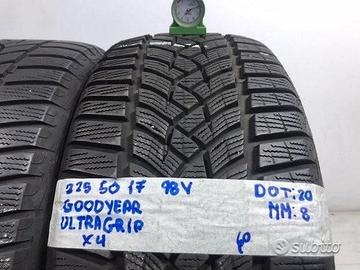 225 50 17 98V
GOODYEAR
ULTRAGRIP
X4
DOT:20
MM:8
subito